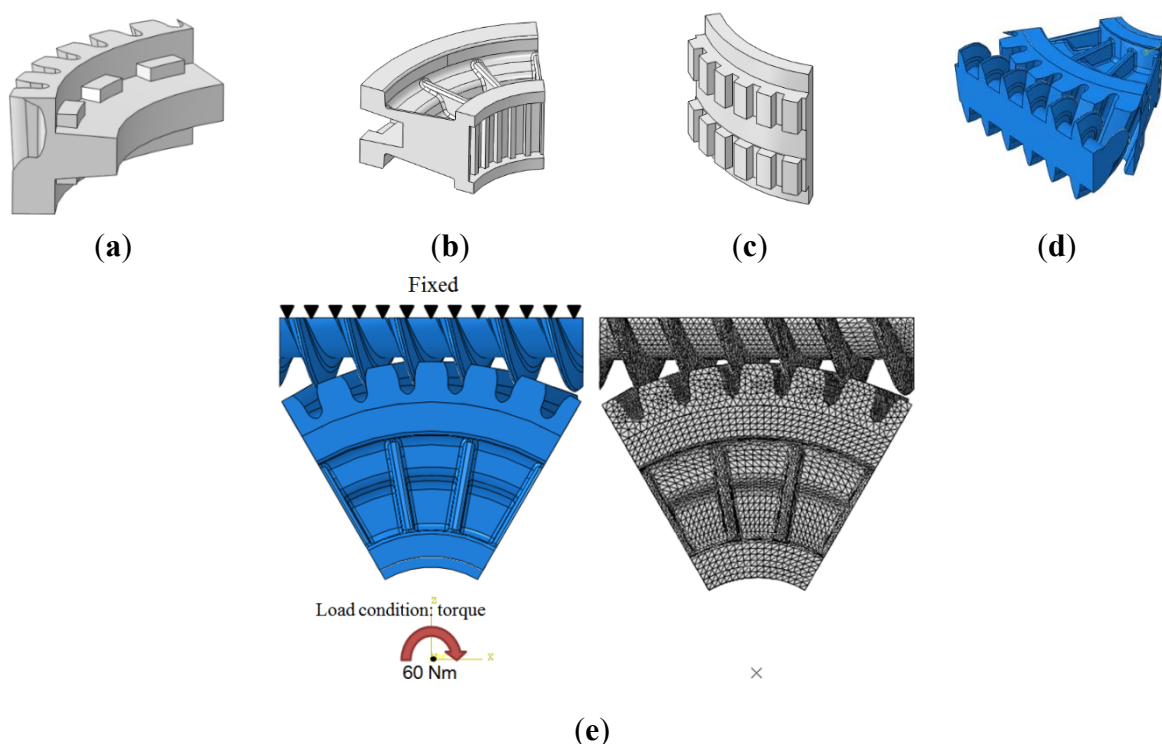 (a)
(b)
(c)
(d)
Fixed
Load condition: torque
z
x
60 Nm
(e)